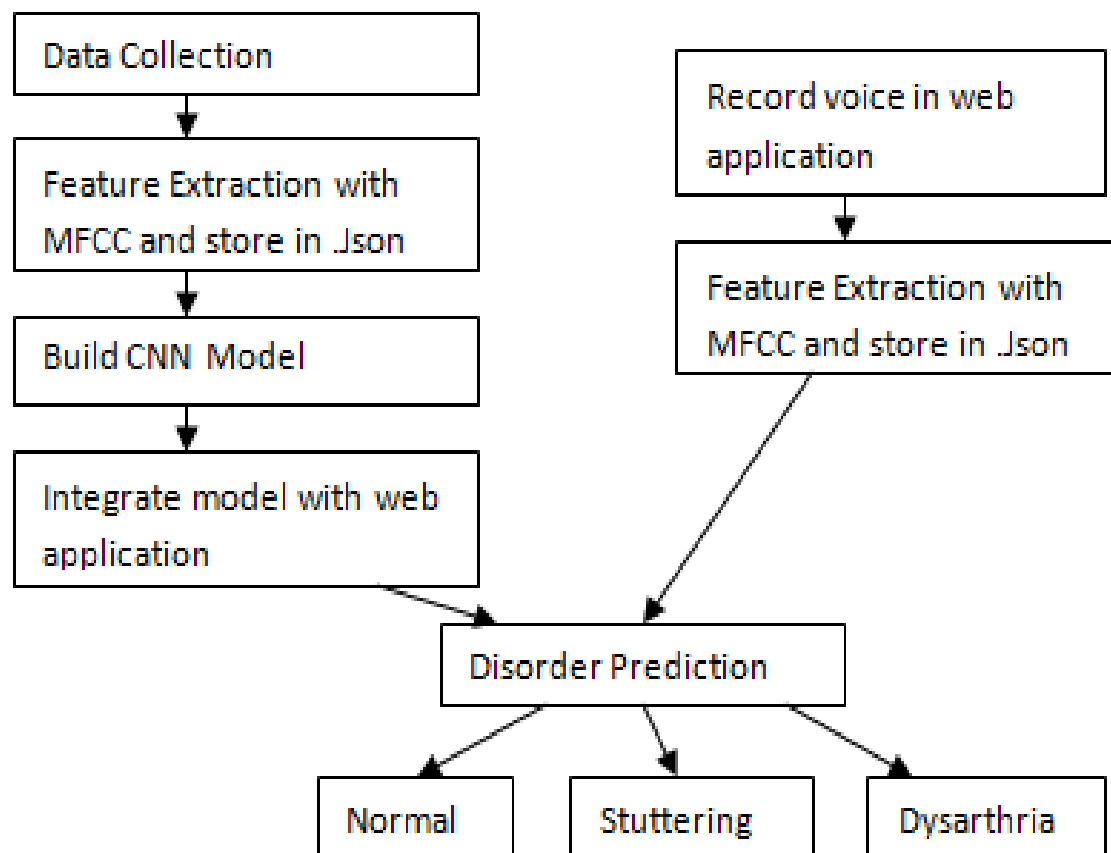 Data Collection
Feature Extraction with
MFCC and store in .Json
Build CNN Model
Integrate model with web
application
Record voice in web
application
Feature Extraction with
MFCC and store in .Json
Disorder Prediction
Normal
Stuttering
Dysarthria